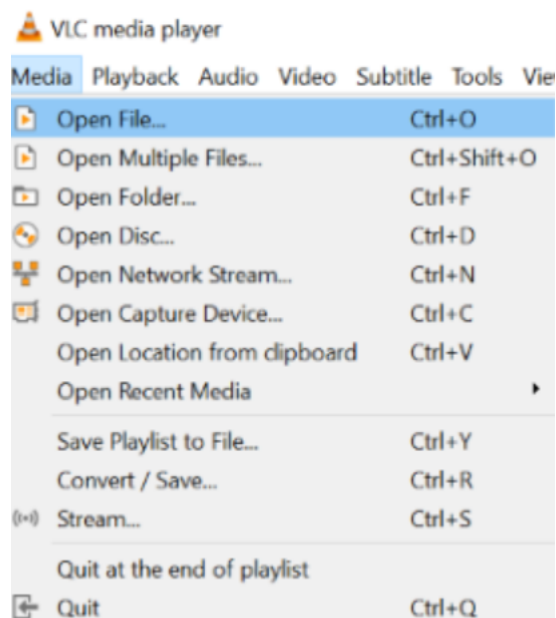 VLC media player
Media Playback Audio Video Subtitle Tools Vie
Open File... Ctrl+O
Open Multiple Files... Ctrl+Shift+O
Open Folder... Ctrl+F
Open Disc... Ctrl+D
Open Network Stream... Ctrl+N
Open Capture Device... Ctrl+C
Open Location from clipboard Ctrl+V
Open Recent Media
Save Playlist to File... Ctrl+Y
Convert / Save... Ctrl+R
Stream... Ctrl+S
Quit at the end of playlist
Quit Ctrl+Q